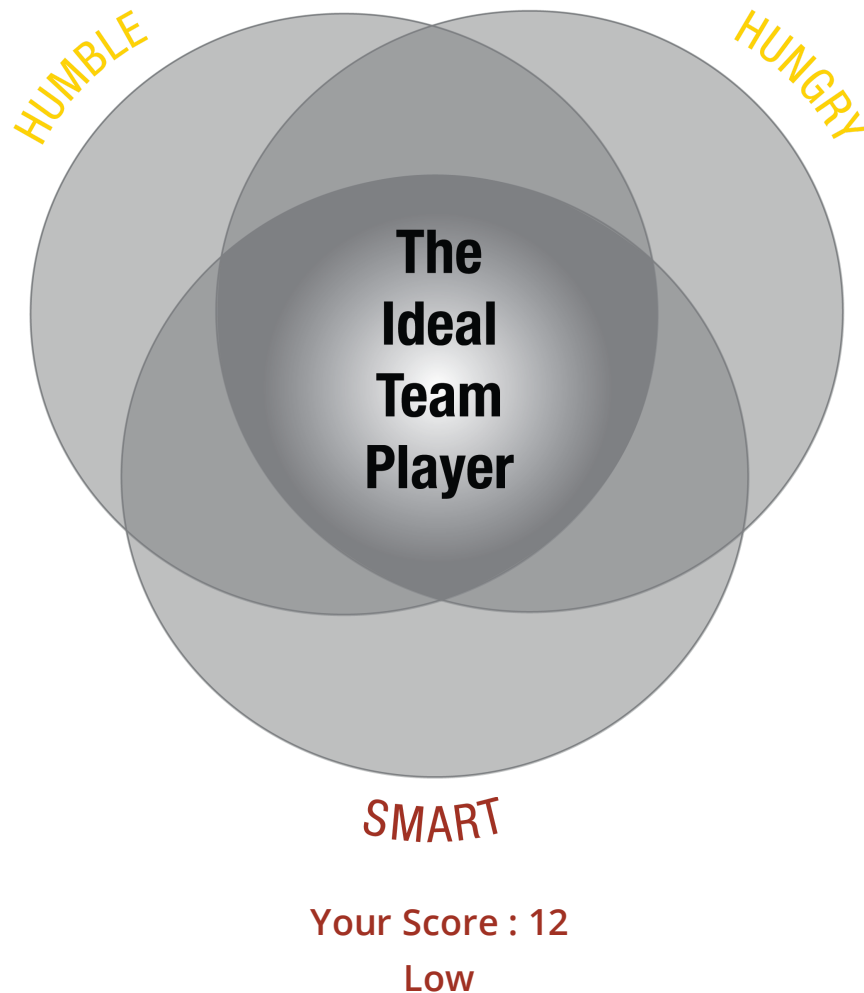 HUMBLE
HUNGRY
The
Ideal
Team
Player
SMART
Your Score : 12
Low